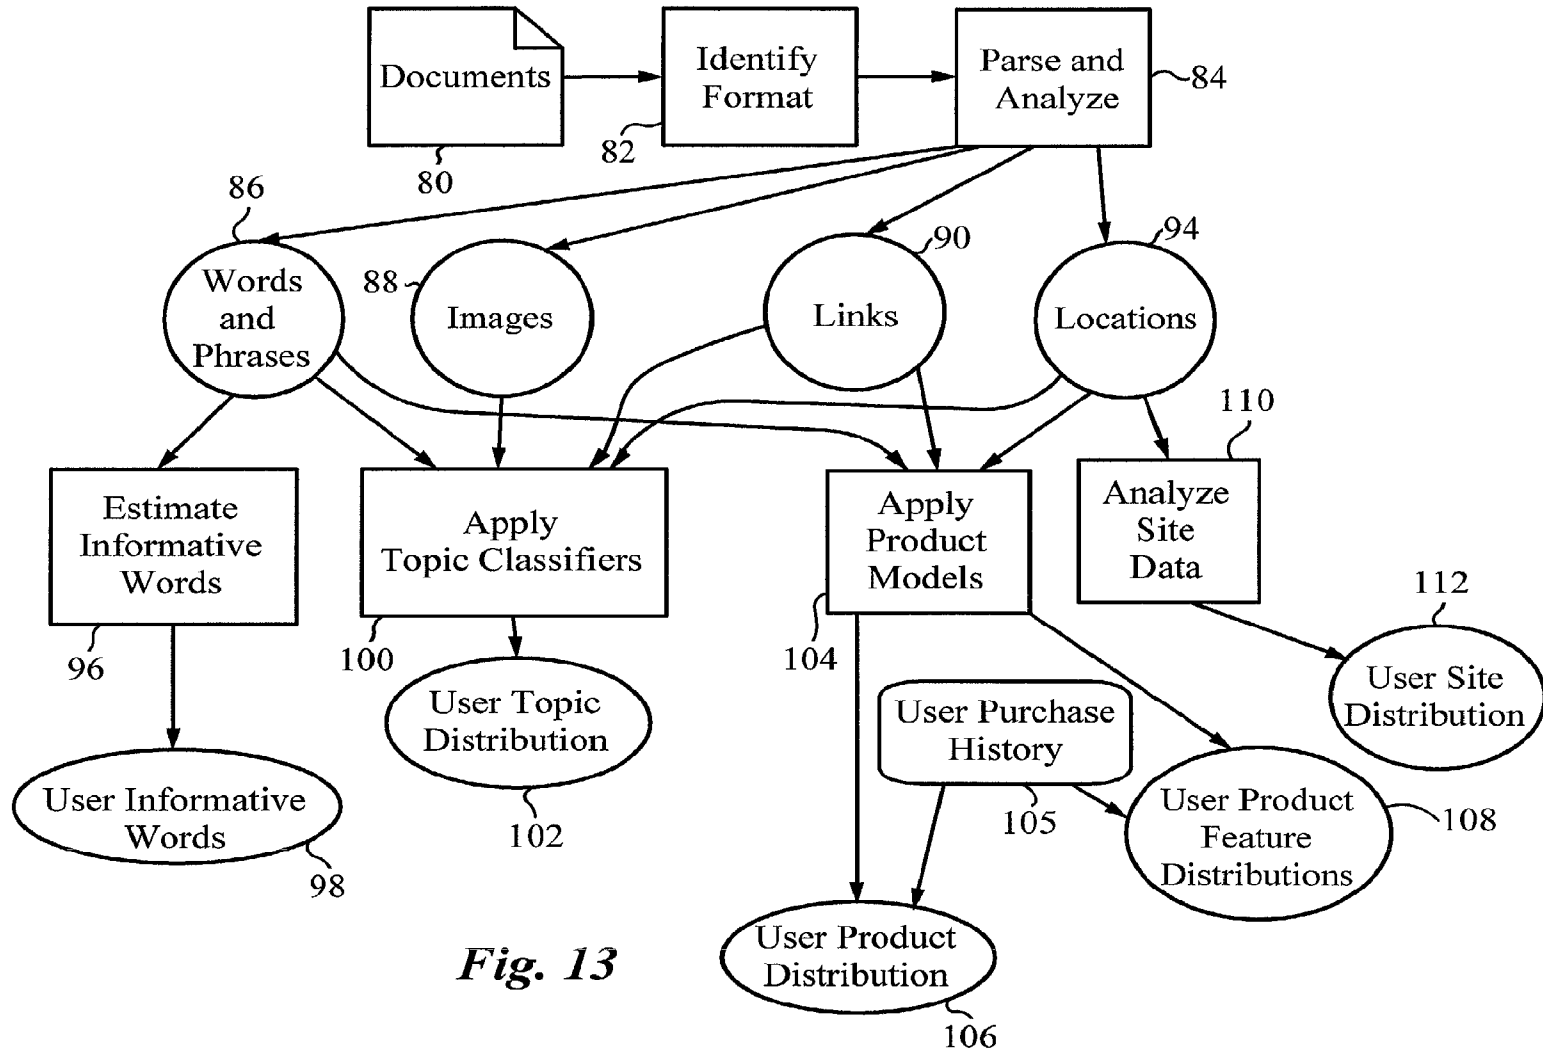 Documents
Identify
Format
Parse and
Analyze
84
82
80
86
88
90
94
Words
and
Phrases
Images
Links
Locations
110
Estimate
Informative
Words
Apply
Topic Classifiers
Apply
Product
Models
Analyze
Site
Data
96
100
104
112
User Topic
Distribution
User Purchase
History
User Site
Distribution
User Informative
Words
98
102
105
User Product
Feature
Distributions
108
User Product
Distribution
106
Fig. 13